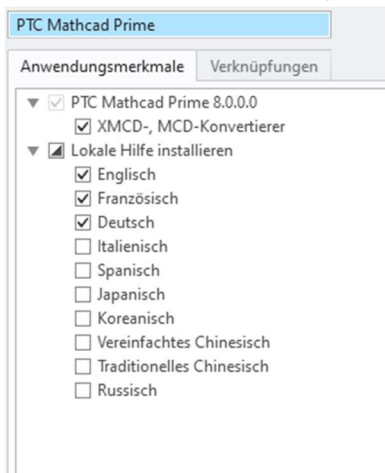 PTC Mathcad Prime
Anwendungsmerkmale Verknüpfungen
PTC Mathcad Prime 8.0.0.0
XMCD-, MCD-Konvertierer
Lokale Hilfe installieren
Englisch
Französisch
Deutsch
Italienisch
Spanisch
Japanisch
Koreanisch
Vereinfachtes Chinesisch
Traditionelles Chinesisch
Russisch